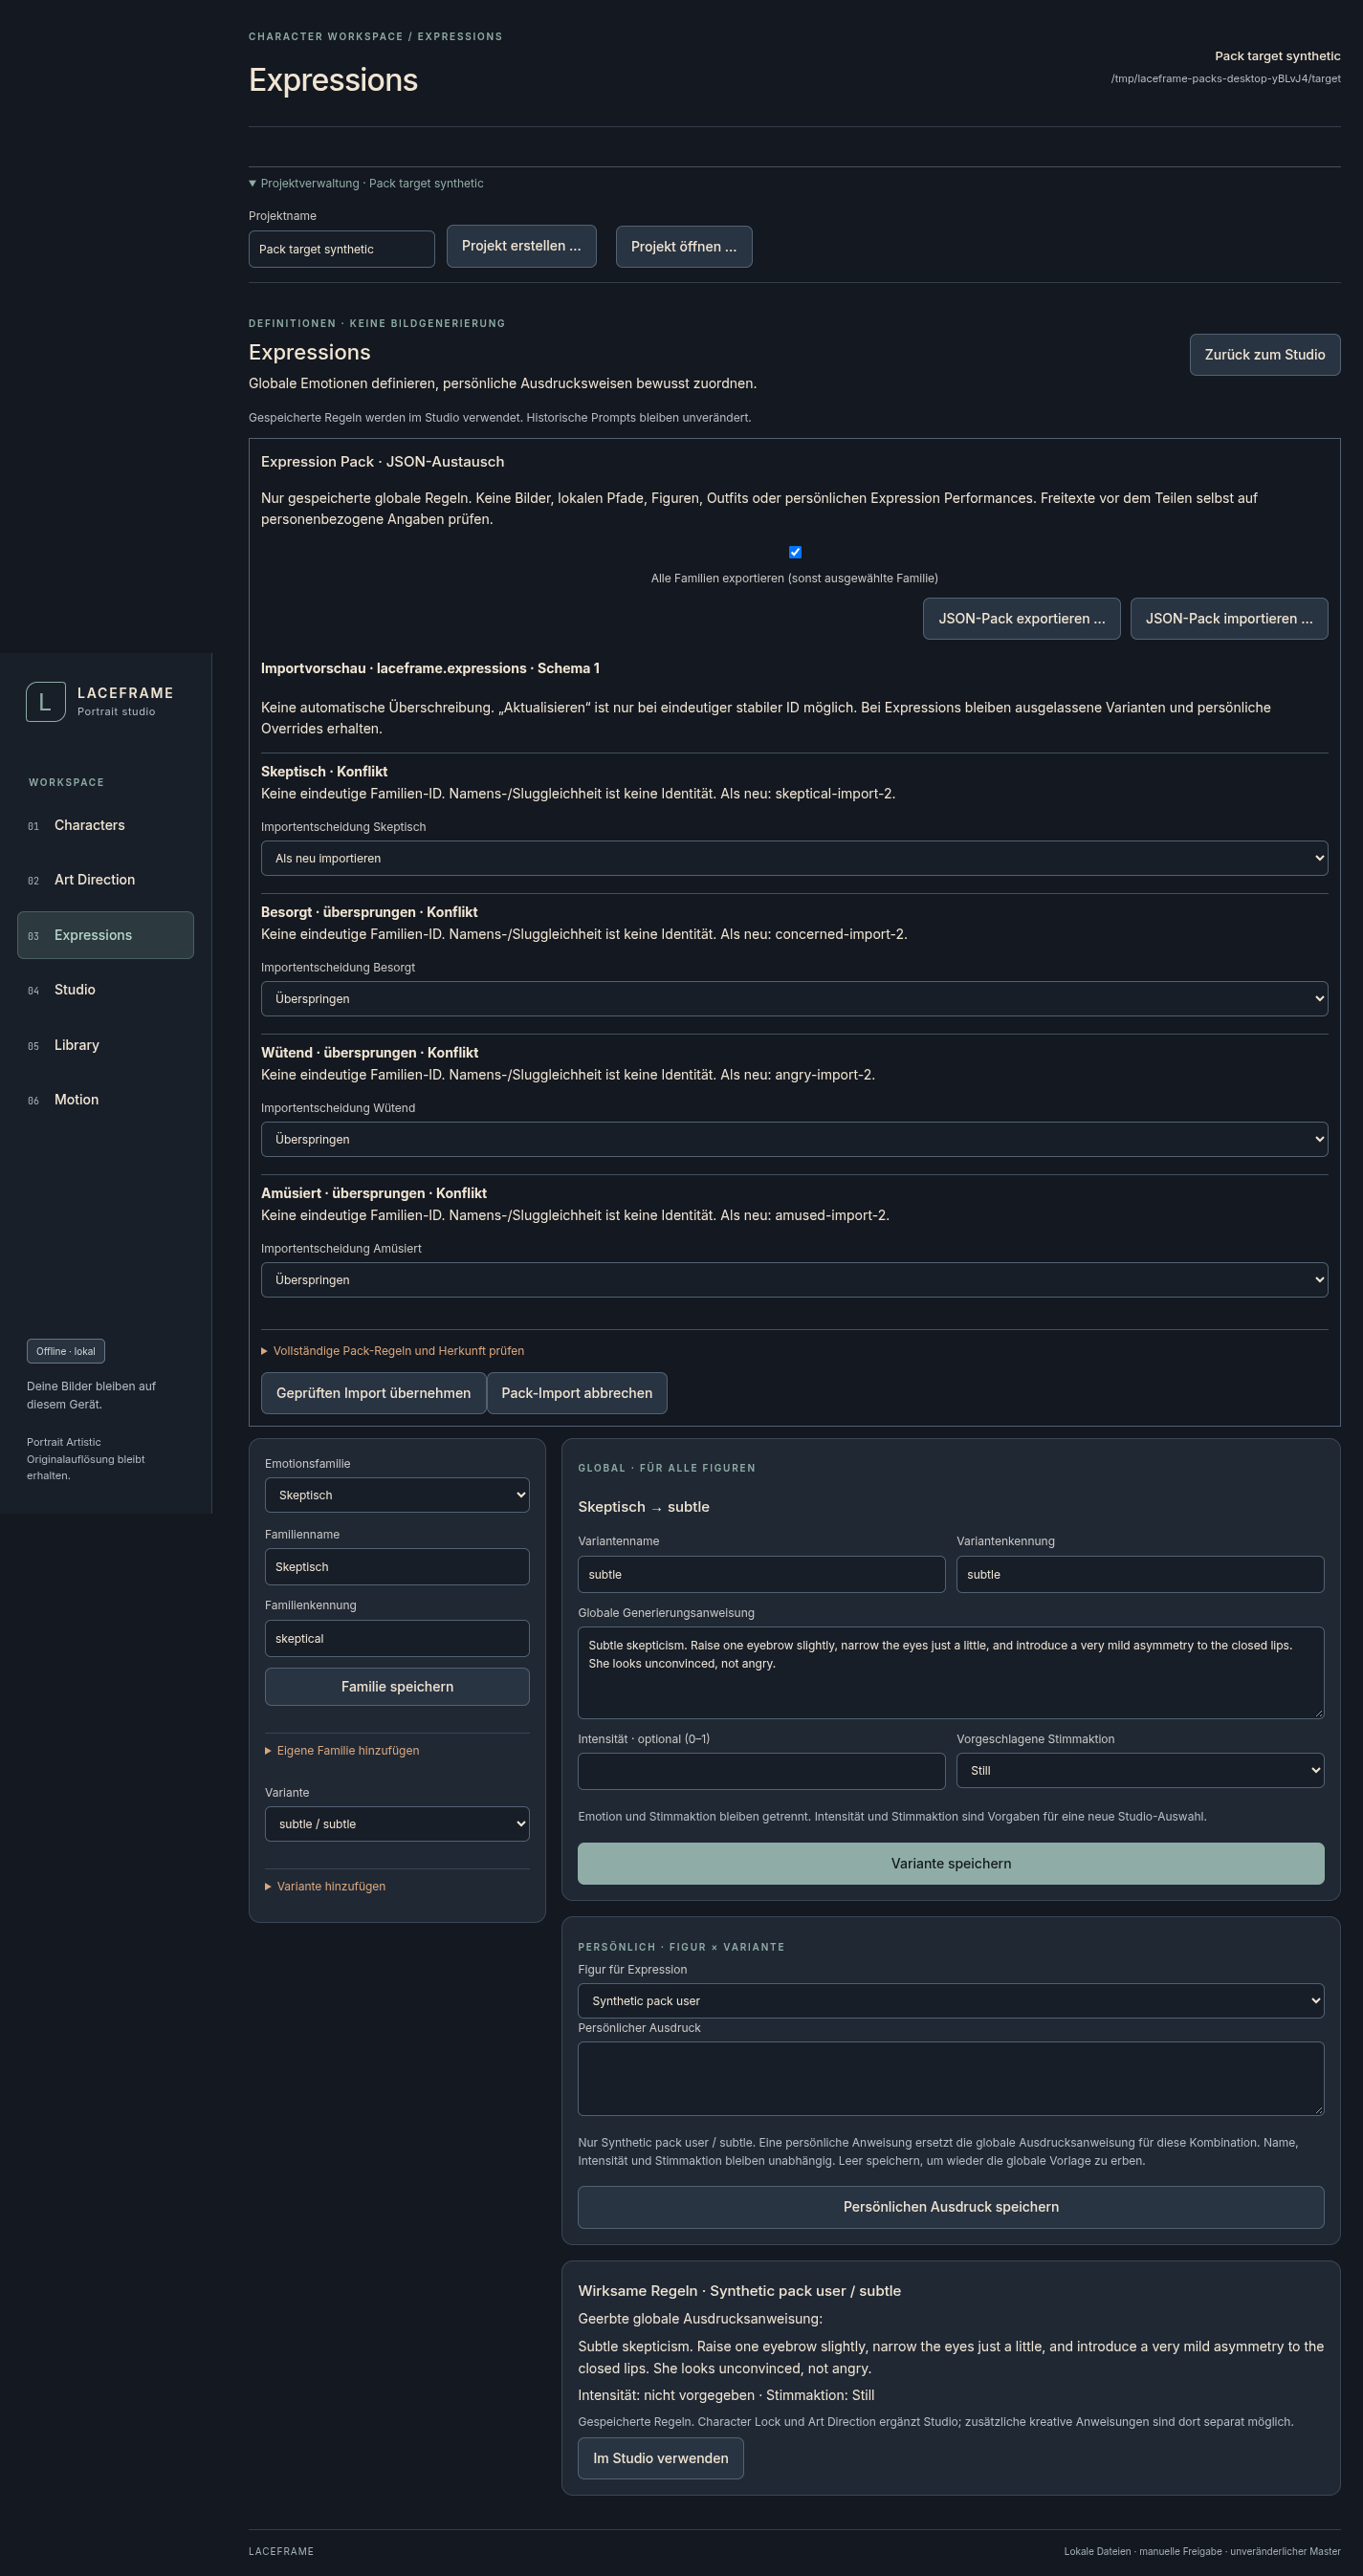 CHARACTER WORKSPACE / EXPRESSIONS
Expressions
Pack target synthetic
/tmp/laceframe-packs-desktop-yBLvJ4/target
▼ Projektverwaltung · Pack target synthetic
Projektname
Pack target synthetic
Projekt erstellen …
Projekt öffnen …
DEFINITIONEN · KEINE BILDGENERIERUNG
Expressions
Globale Emotionen definieren, persönliche Ausdrucksweisen bewusst zuordnen.
Zurück zum Studio
Gespeicherte Regeln werden im Studio verwendet. Historische Prompts bleiben unverändert.
Expression Pack · JSON-Austausch
Nur gespeicherte globale Regeln. Keine Bilder, lokalen Pfade, Figuren, Outfits oder persönlichen Expression Performances. Freitexte vor dem Teilen selbst auf
personenbezogene Angaben prüfen.
Alle Familien exportieren (sonst ausgewählte Familie)
JSON-Pack exportieren …
JSON-Pack importieren …
Importvorschau · laceframe.expressions · Schema 1
Keine automatische Überschreibung. „Aktualisieren“ ist nur bei eindeutiger stabiler ID möglich. Bei Expressions bleiben ausgelassene Varianten und persönliche
Overrides erhalten.
Skeptisch · Konflikt
Keine eindeutige Familien-ID. Namens-/Sluggleichheit ist keine Identität. Als neu: skeptical-import-2.
Importentscheidung Skeptisch
Als neu importieren
Besorgt · übersprungen · Konflikt
Keine eindeutige Familien-ID. Namens-/Sluggleichheit ist keine Identität. Als neu: concerned-import-2.
Importentscheidung Besorgt
Überspringen
Wütend · übersprungen · Konflikt
Keine eindeutige Familien-ID. Namens-/Sluggleichheit ist keine Identität. Als neu: angry-import-2.
Importentscheidung Wütend
Überspringen
Amüsiert · übersprungen · Konflikt
Keine eindeutige Familien-ID. Namens-/Sluggleichheit ist keine Identität. Als neu: amused-import-2.
Importentscheidung Amüsiert
Überspringen
▶ Vollständige Pack-Regeln und Herkunft prüfen
Geprüften Import übernehmen
Pack-Import abbrechen
L
LACEFRAME
Portrait studio
WORKSPACE
01 Characters
02 Art Direction
03 Expressions
04 Studio
05 Library
06 Motion
Offline · lokal
Deine Bilder bleiben auf
diesem Gerät.
Portrait Artistic
Originalauflösung bleibt
erhalten.
Emotionsfamilie
Skeptisch
Familienname
Skeptisch
Familienkennung
skeptical
Familie speichern
▶ Eigene Familie hinzufügen
Variante
subtle / subtle
▶ Variante hinzufügen
GLOBAL · FÜR ALLE FIGUREN
Skeptisch → subtle
Variantenname
subtle
Variantenkennung
subtle
Globale Generierungsanweisung
Subtle skepticism. Raise one eyebrow slightly, narrow the eyes just a little, and introduce a very mild asymmetry to the closed lips.
She looks unconvinced, not angry.
Intensität · optional (0–1)
Vorgeschlagene Stimmaktion
Still
Emotion und Stimmaktion bleiben getrennt. Intensität und Stimmaktion sind Vorgaben für eine neue Studio-Auswahl.
Variante speichern
PERSÖNLICH · FIGUR × VARIANTE
Figur für Expression
Synthetic pack user
Persönlicher Ausdruck
Nur Synthetic pack user / subtle. Eine persönliche Anweisung ersetzt die globale Ausdrucksanweisung für diese Kombination. Name,
Intensität und Stimmaktion bleiben unabhängig. Leer speichern, um wieder die globale Vorlage zu erben.
Persönlichen Ausdruck speichern
Wirksame Regeln · Synthetic pack user / subtle
Geerbte globale Ausdrucksanweisung:
Subtle skepticism. Raise one eyebrow slightly, narrow the eyes just a little, and introduce a very mild asymmetry to the
closed lips. She looks unconvinced, not angry.
Intensität: nicht vorgegeben · Stimmaktion: Still
Gespeicherte Regeln. Character Lock und Art Direction ergänzt Studio; zusätzliche kreative Anweisungen sind dort separat möglich.
Im Studio verwenden
LACEFRAME
Lokale Dateien · manuelle Freigabe · unveränderlicher Master